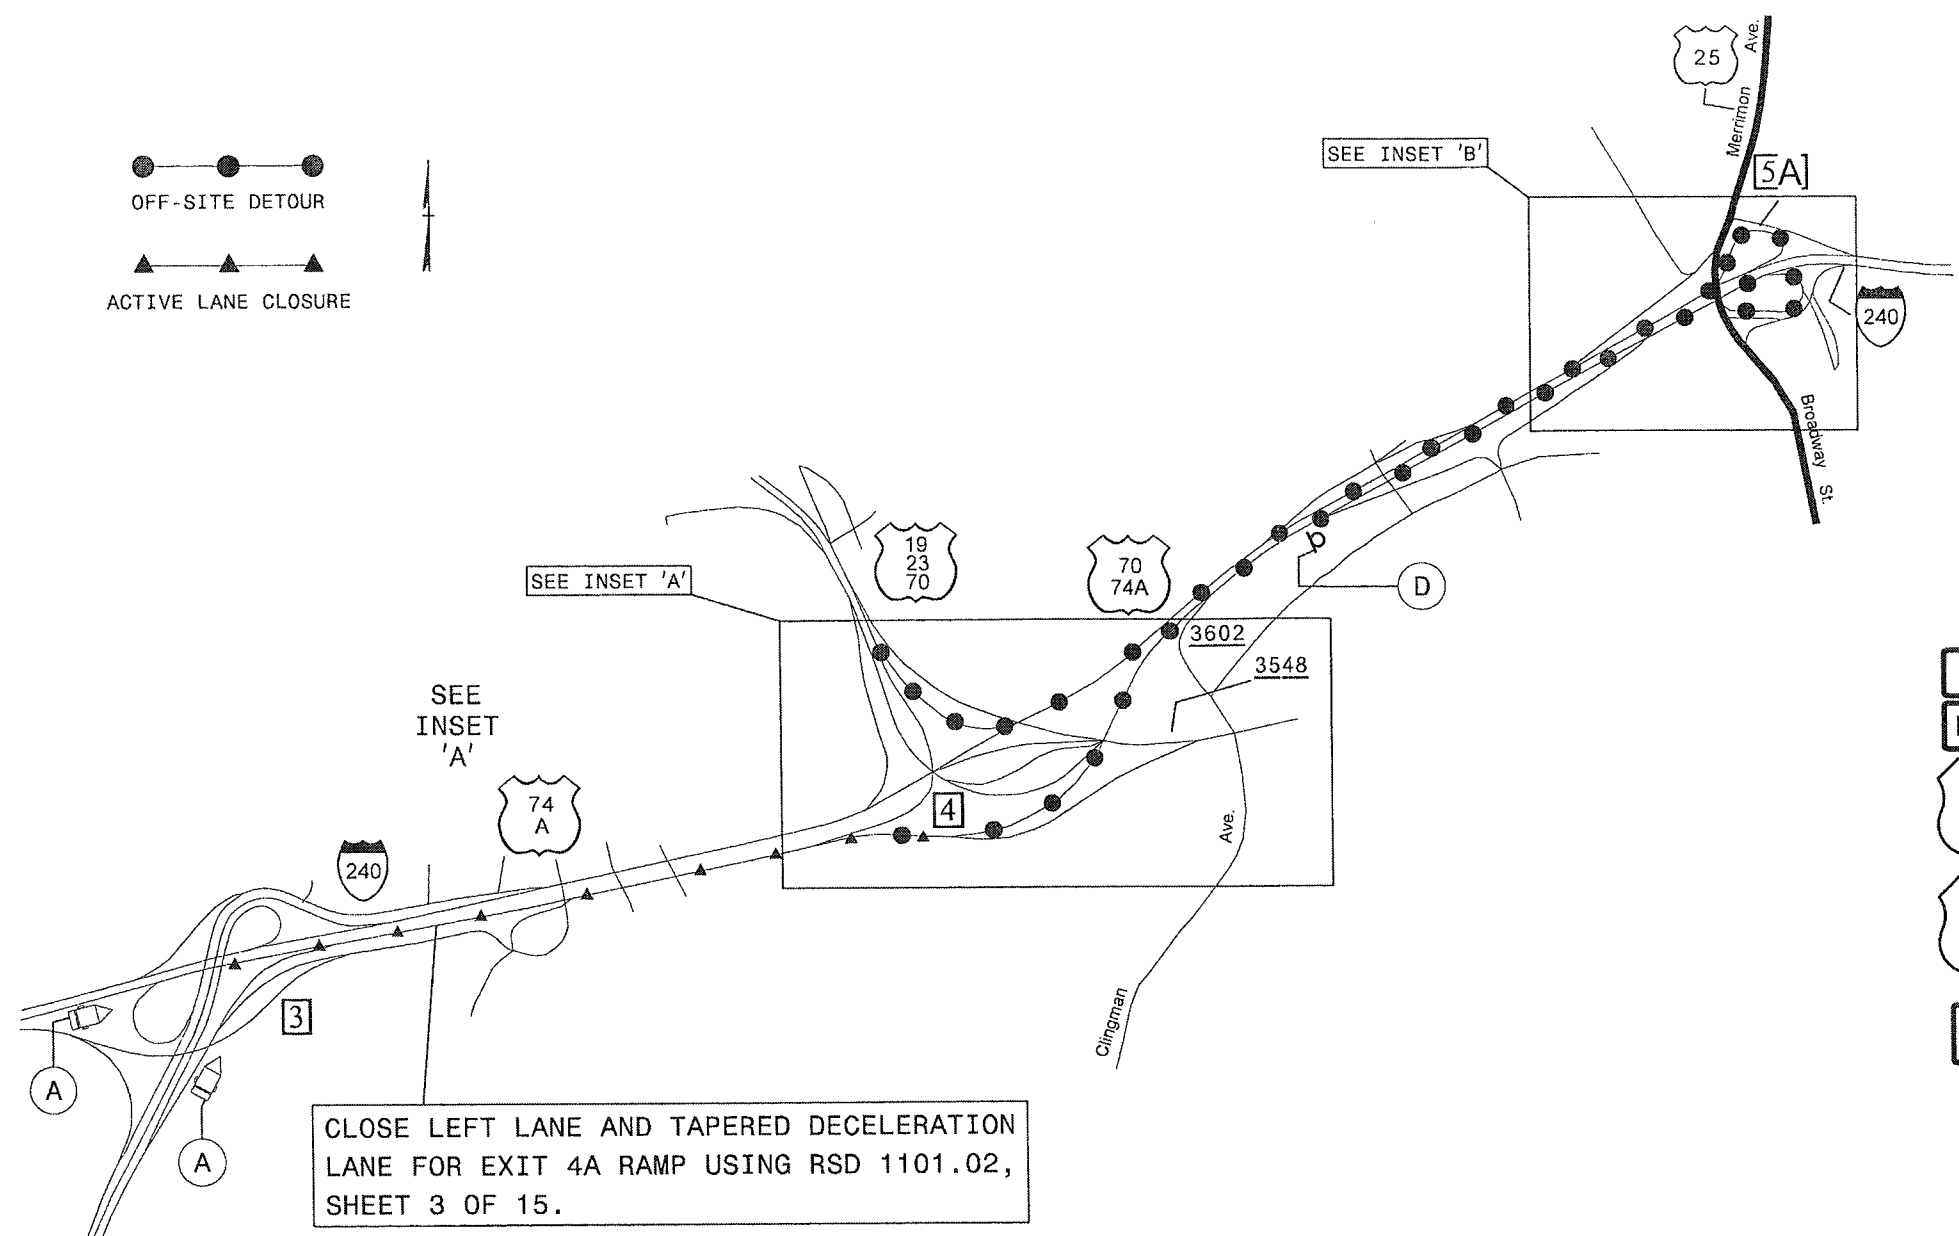 25
Merrimon Ave.
SEE INSET 'B'
5A
OFF-SITE DETOUR
ACTIVE LANE CLOSURE
240
Broadway St.
19
23
70
70
74A
SEE INSET 'A'
D
3602
3548
SEE
INSET
'A'
74
A
4
240
Ave.
Clingman
3
A
A
CLOSE LEFT LANE AND TAPERED DECELERATION
LANE FOR EXIT 4A RAMP USING RSD 1101.02,
SHEET 3 OF 15.